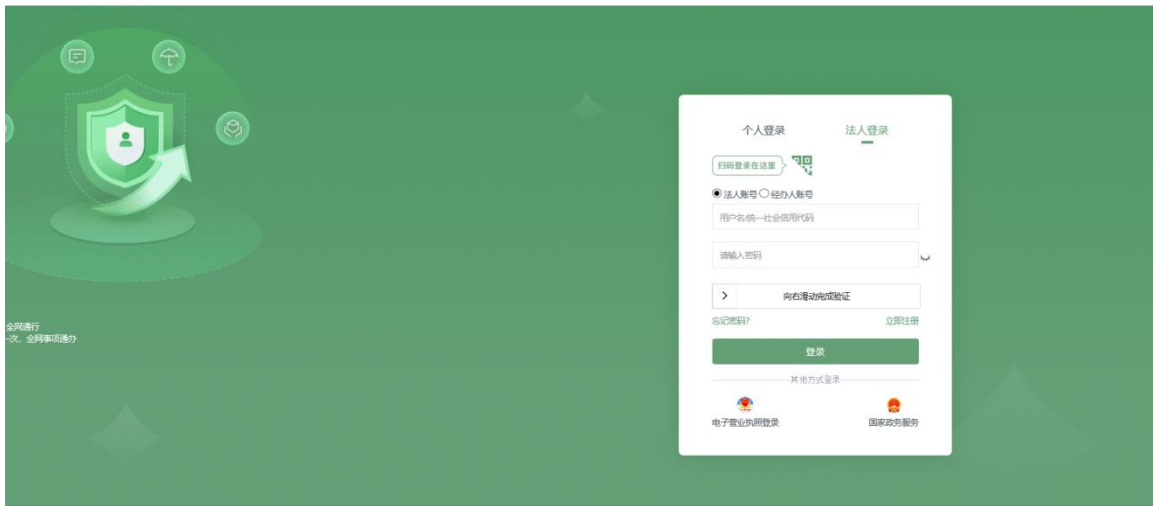 个人登录
法人登录
扫码登录在这里
法人账号 经办人账号
用户名/统一社会信用代码
请输入密码
向右滑动完成验证
忘记密码?
立即注册
登录
其他方式登录
电子营业执照登录
国家政务服务
全网通行
一次，全网事项通办